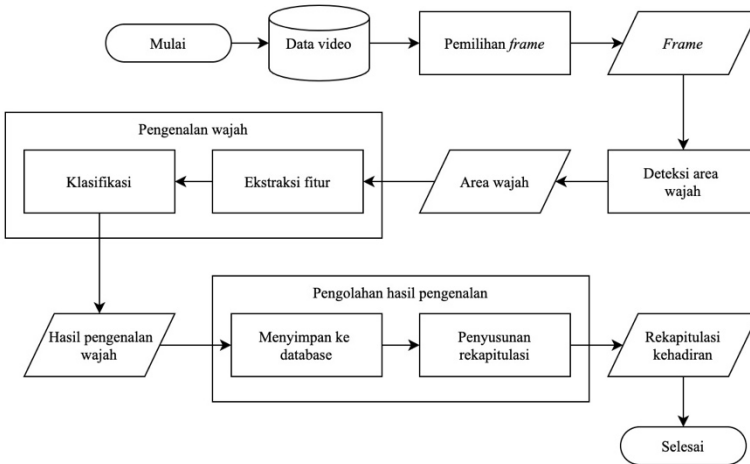 Mulai
Data video
Pemilihan frame
Frame
Pengenalan wajah
Klasifikasi
Ekstraksi fitur
Area wajah
Deteksi area
wajah
Pengolahan hasil pengenalan
Hasil pengenalan
wajah
Menyimpan ke
database
Penyusunan
rekapitulasi
Rekapitulasi
kehadiran
Selesai